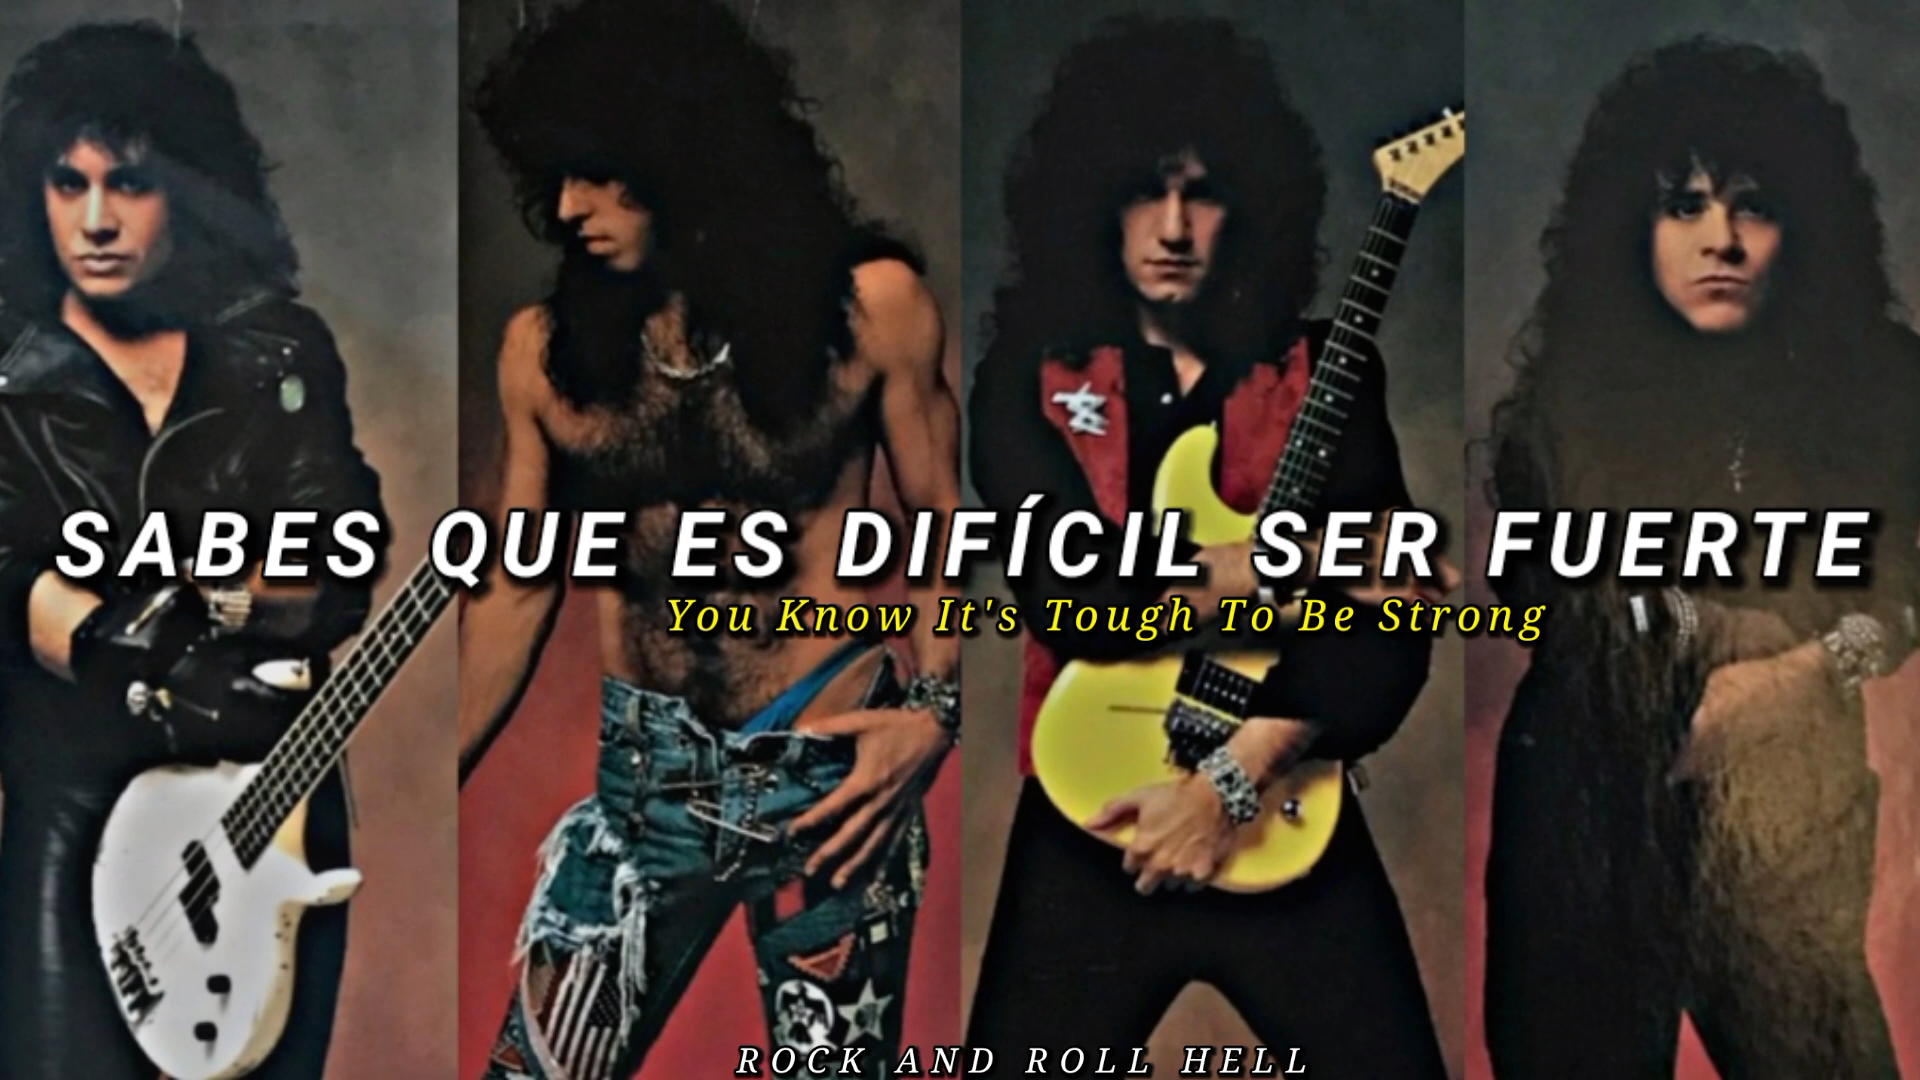 SABES QUE ES DIFÍCIL SER FUERTE
You Know It's Tough To Be Strong
ROCK AND ROLL HELL